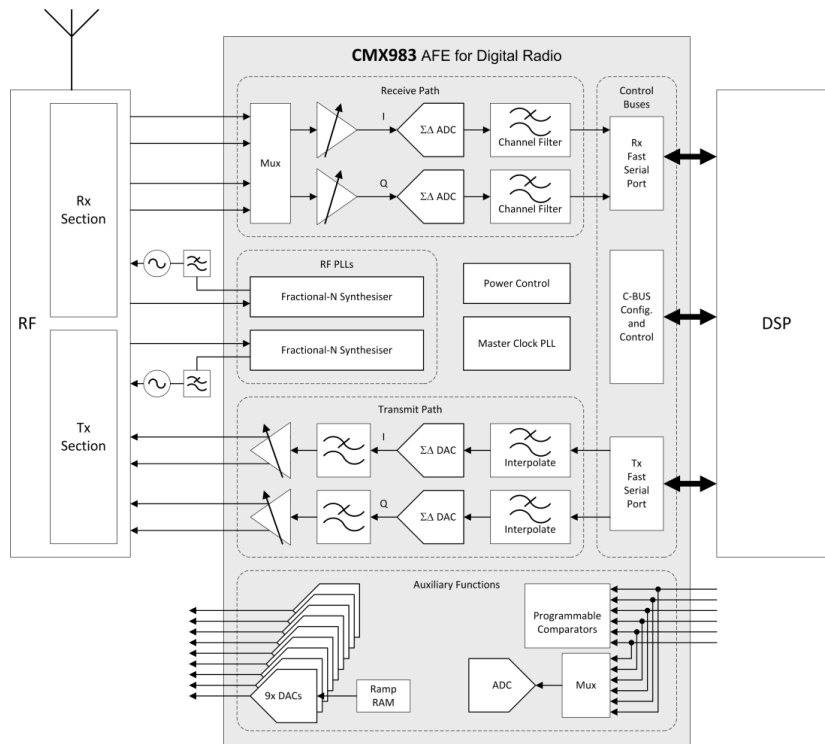 CMX983 AFE for Digital Radio
Receive Path
Control
Buses
Mux
I
ΣΔ ADC
Channel Filter
Q
ΣΔ ADC
Channel Filter
Rx
Fast
Serial
Port
Rx
Section
RF
RF PLLs
Fractional-N Synthesiser
Fractional-N Synthesiser
Power Control
Master Clock PLL
C-BUS
Config.
and
Control
DSP
Tx
Section
Transmit Path
I
ΣΔ DAC
Interpolate
Q
ΣΔ DAC
Interpolate
Tx
Fast
Serial
Port
Auxiliary Functions
Programmable
Comparators
9x DACs
Ramp
RAM
ADC
Mux